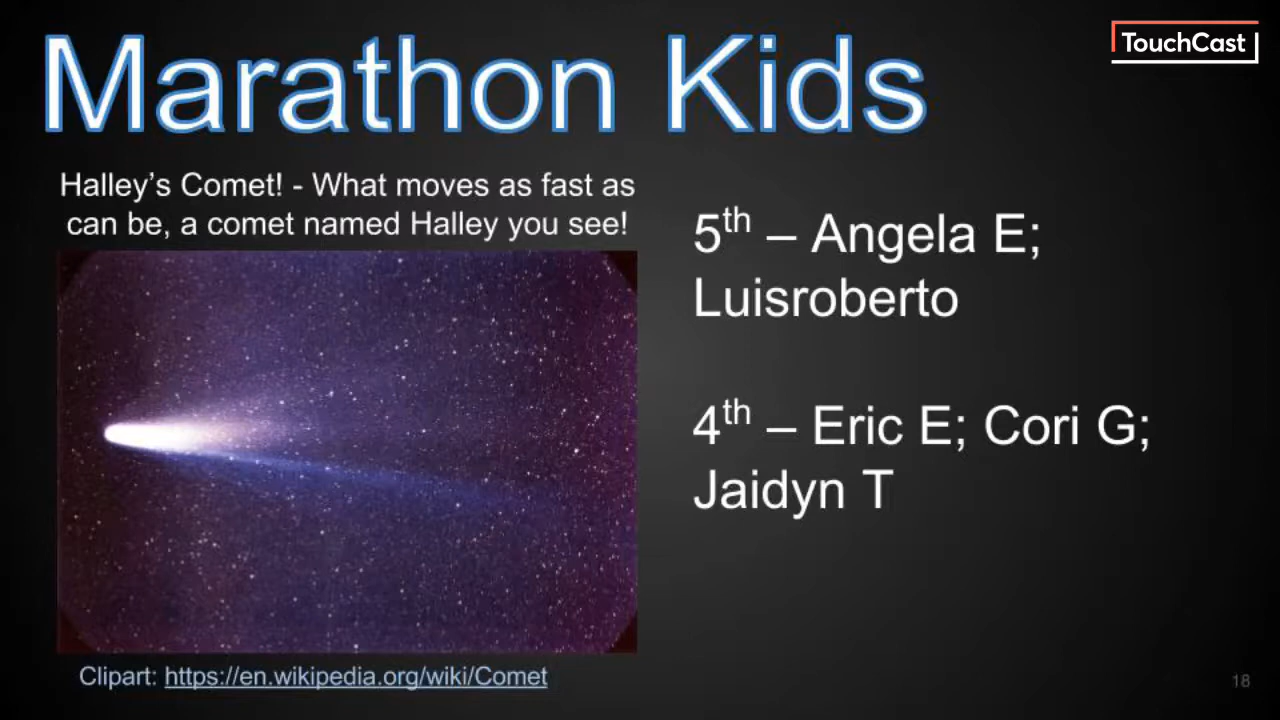 Marathon Kids
TouchCast
Halley’s Comet! - What moves as fast as
can be, a comet named Halley you see!
5th – Angela E;
Luisroberto
4th – Eric E; Cori G;
Jaidyn T
Clipart: https://en.wikipedia.org/wiki/Comet
18